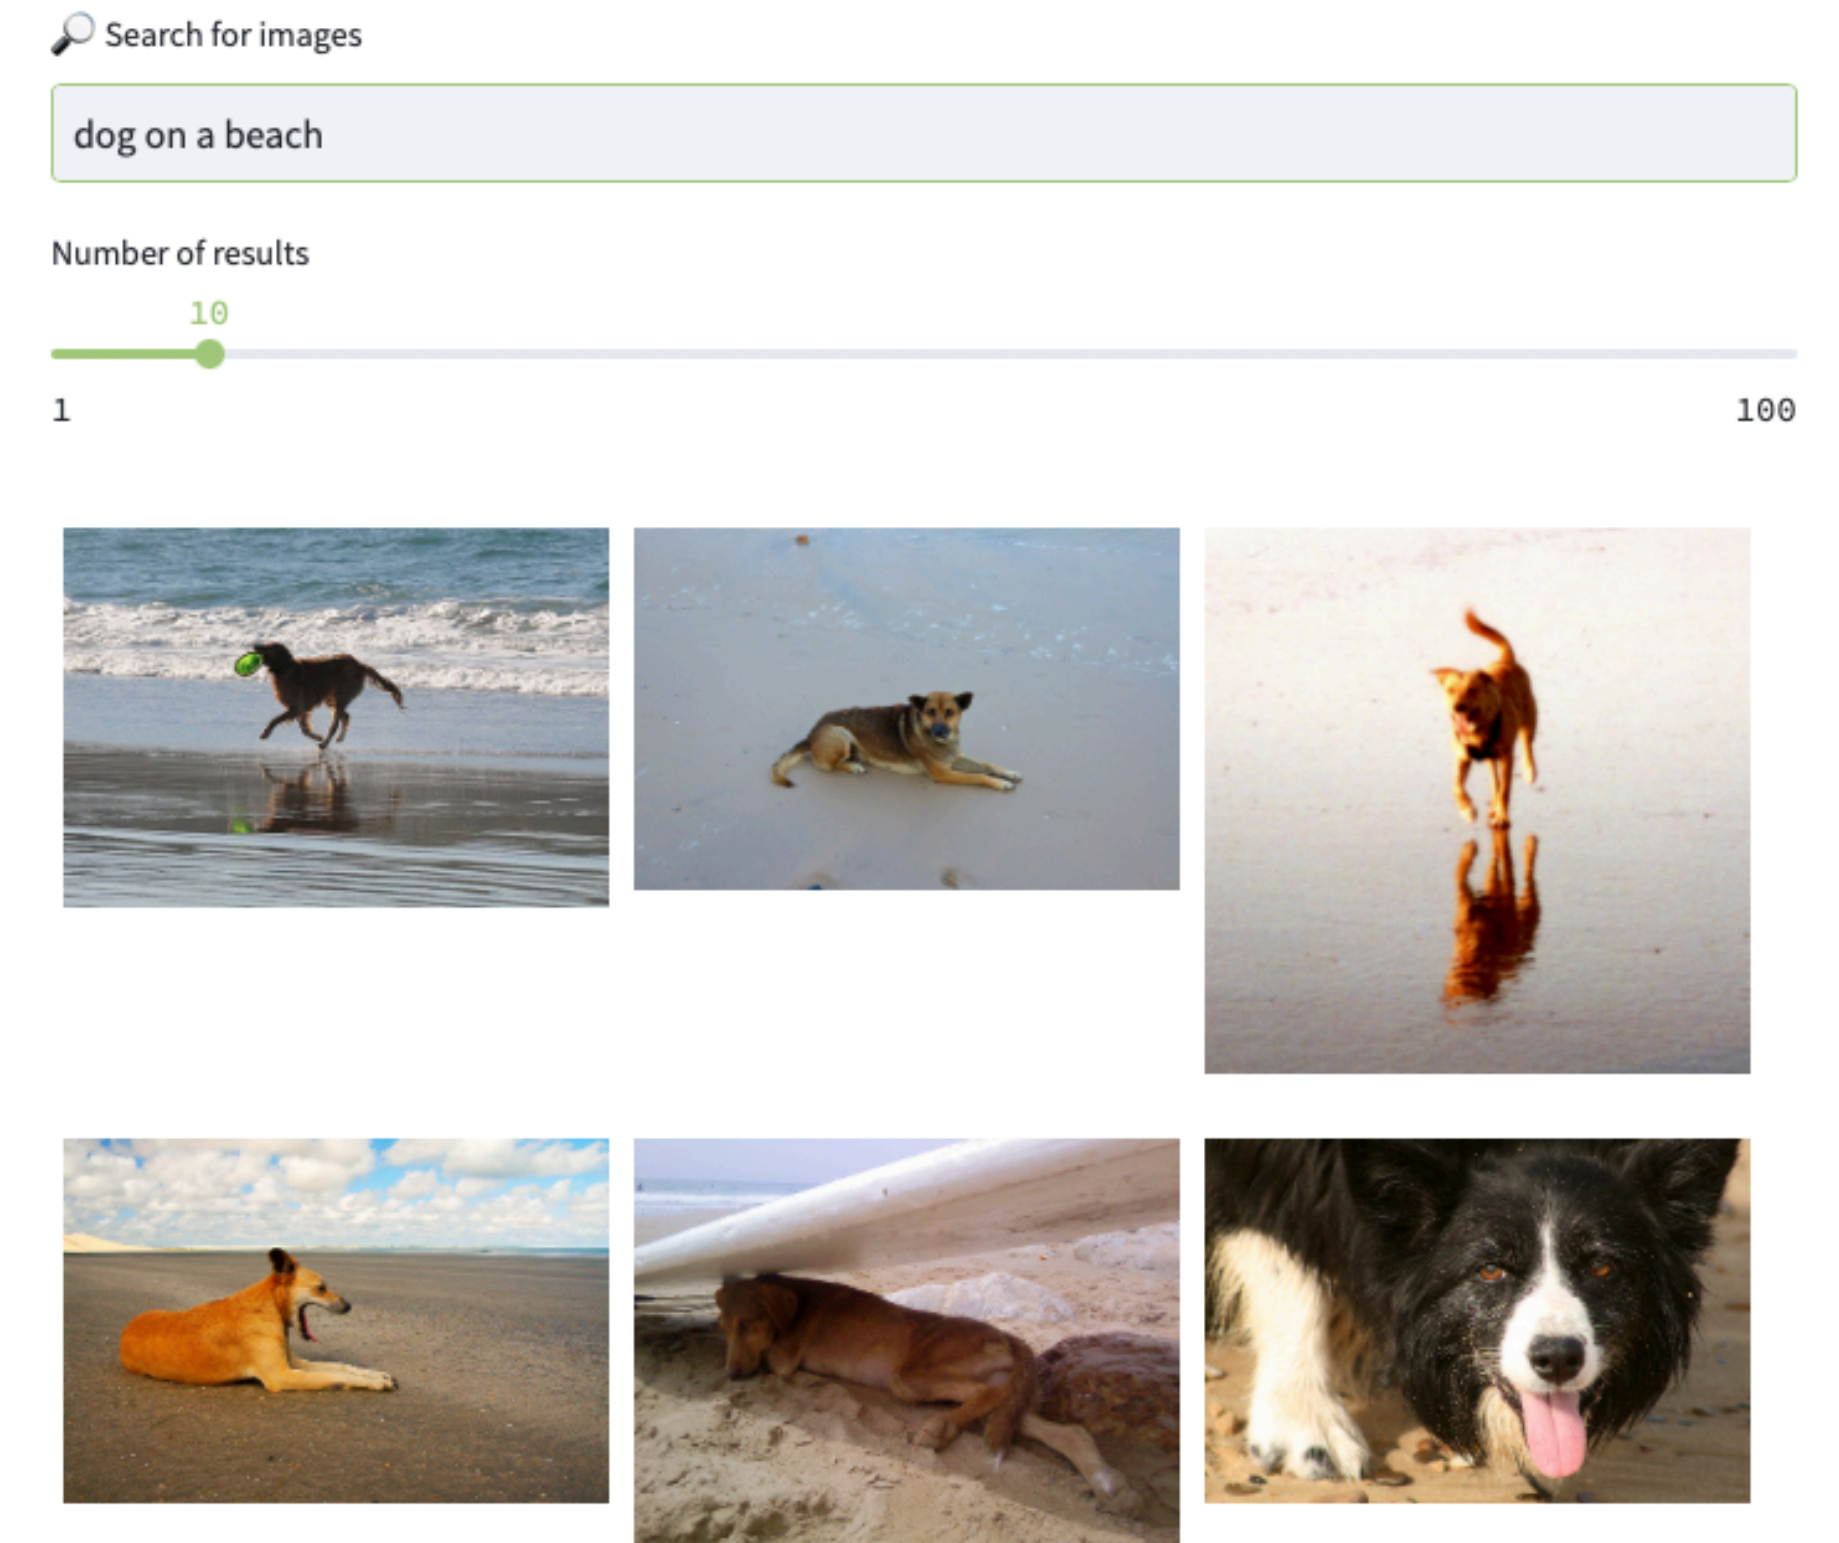 Search for images
dog on a beach
Number of results
10
1
100